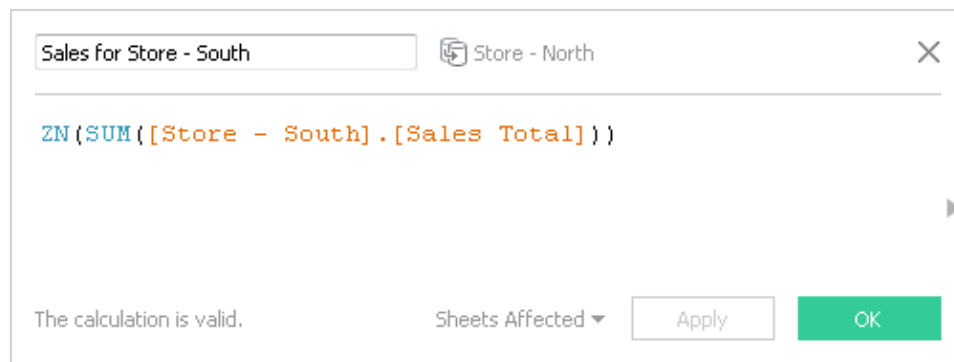 Sales for Store - South
Store - North
ZN(SUM([Store - South].[Sales Total]))
The calculation is valid.
Sheets Affected
Apply
OK